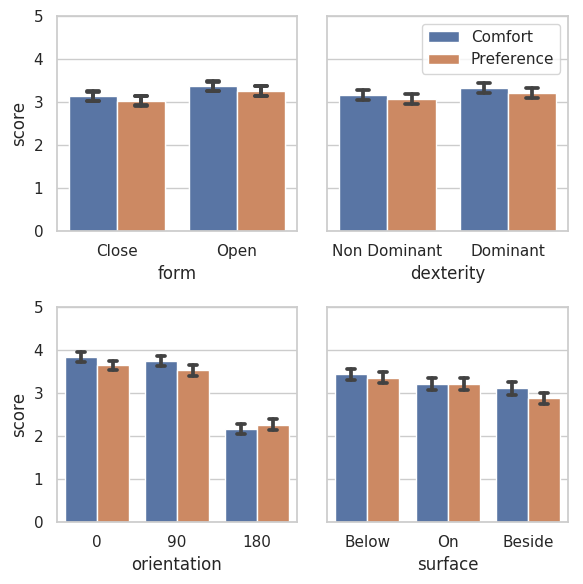 5
4
3
2
1
0
score
Close
Open
form
Comfort
Preference
Non Dominant
Dominant
dexterity
5
4
3
2
1
0
score
0
90
180
orientation
Below
On
Beside
surface